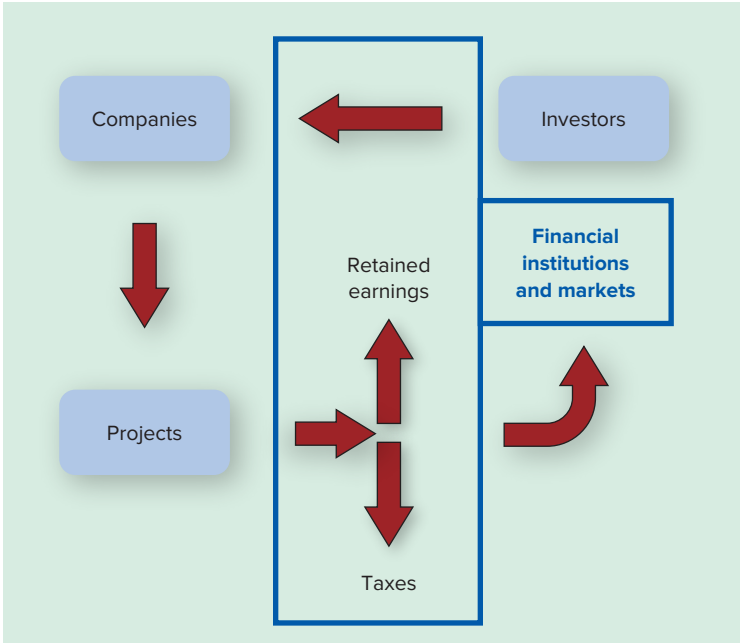 Companies
Investors
Financial
institutions
and markets
Retained
earnings
Projects
Taxes